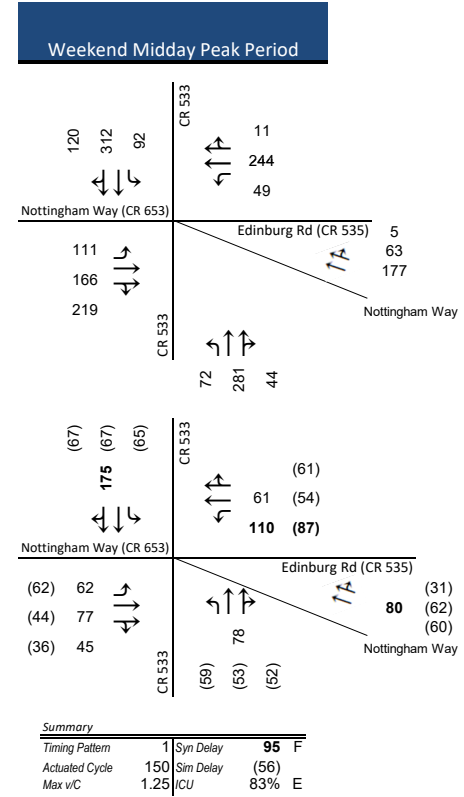 Weekend Midday Peak Period
CR 533
120 312 92
11
244
49
Nottingham Way (CR 653)
Edinburg Rd (CR 535)
5
63
177
111
166
219
Nottingham Way
CR 533
72 281 44
(67) (67) (65)
175
CR 533
(61)
61 (54)
110 (87)
Nottingham Way (CR 653)
Edinburg Rd (CR 535)
(62) 62
(44) 77
(36) 45
(31)
80 (62)
(60)
Nottingham Way
78
CR 533
(59) (53) (52)
Summary
Timing Pattern 1 Syn Delay 95 F
Actuated Cycle 150 Sim Delay (56)
Max v/C 1.25 ICU 83% E